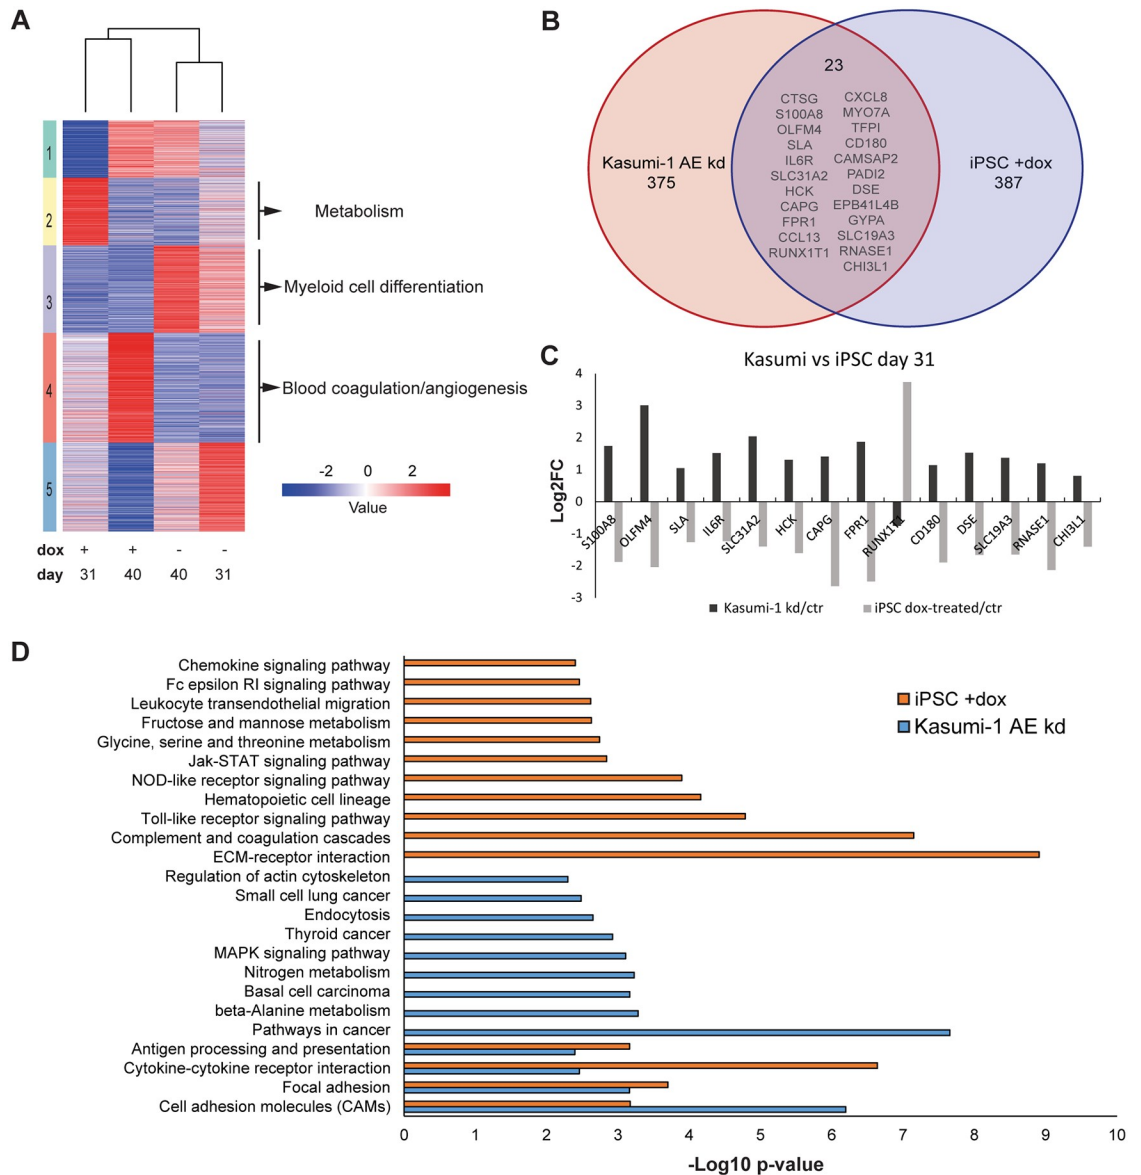 A
1
2
3
4
5
Metabolism
Myeloid cell differentiation
Blood coagulation/angiogenesis
-2 0 2
Value
dox + + - -
day 31 40 40 31
B
23
Kasumi-1 AE kd
375
CTSG
S100A8
OLFM4
SLA
IL6R
SLC31A2
HCK
CAPG
FPR1
CCL13
RUNX1T1
CXCL8
MYO7A
TFPI
CD180
CAMSAP2
PADI2
DSE
EPB41L4B
GYPA
SLC19A3
RNASE1
CHI3L1
iPSC +dox
387
C
Kasumi vs iPSC day 31
Log2FC
4
3
2
1
0
-1
-2
-3
S100A8
OLFM4
SLA
IL6R
SLC31A2
HCK
CAPG
FPR1
RUNX1T1
CD180
DSE
SLC19A3
RNASE1
CHI3L1
Kasumi-1 kd/ctr
iPSC dox-treated/ctr
D
Chemokine signaling pathway
Fc epsilon RI signaling pathway
Leukocyte transendothelial migration
Fructose and mannose metabolism
Glycine, serine and threonine metabolism
Jak-STAT signaling pathway
NOD-like receptor signaling pathway
Hematopoietic cell lineage
Toll-like receptor signaling pathway
Complement and coagulation cascades
ECM-receptor interaction
Regulation of actin cytoskeleton
Small cell lung cancer
Endocytosis
Thyroid cancer
MAPK signaling pathway
Nitrogen metabolism
Basal cell carcinoma
beta-Alanine metabolism
Pathways in cancer
Antigen processing and presentation
Cytokine-cytokine receptor interaction
Focal adhesion
Cell adhesion molecules (CAMs)
iPSC +dox
Kasumi-1 AE kd
0 1 2 3 4 5 6 7 8 9 10
-Log10 p-value